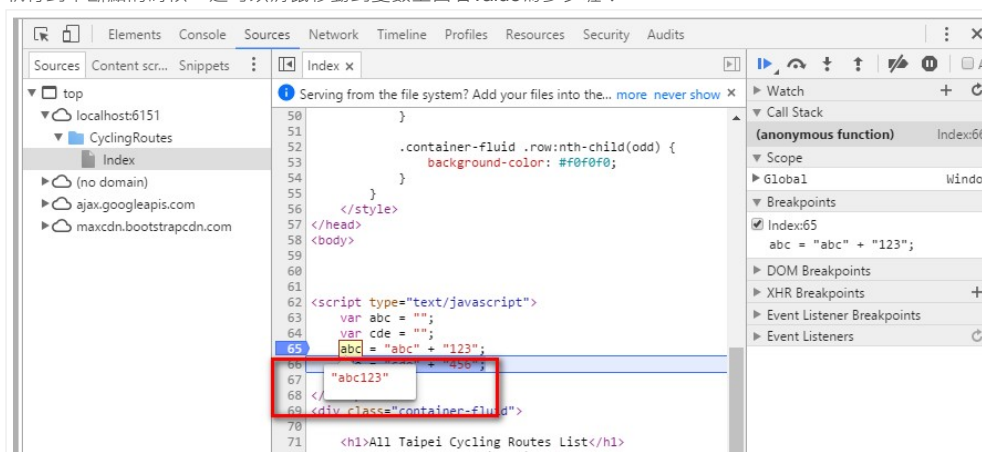 Elements Console Sources Network Timeline Profiles Resources Security Audits
Sources Content scr... Snippets
Index x
top
localhost:6151
CyclingRoutes
Index
(no domain)
ajax.googleapis.com
maxcdn.bootstrapcdn.com
Serving from the file system? Add your files into the... more never show ×
50 }
51
52 .container-fluid .row:nth-child(odd) {
53 background-color: #f0f0f0;
54 }
55 }
56 </style>
57 </head>
58 <body>
59
60
61
62 <script type="text/javascript">
63 var abc = "";
64 var cde = "";
65 abc = "abc" + "123";
66 "456";
67
"abc123"
68 </
69 <div class="container-fluid">
70
71 <h1>All Taipei Cycling Routes List</h1>
Watch
Call Stack
(anonymous function) Index:66
Scope
Global Windo
Breakpoints
Index:65
abc = "abc" + "123";
DOM Breakpoints
XHR Breakpoints
Event Listener Breakpoints
Event Listeners